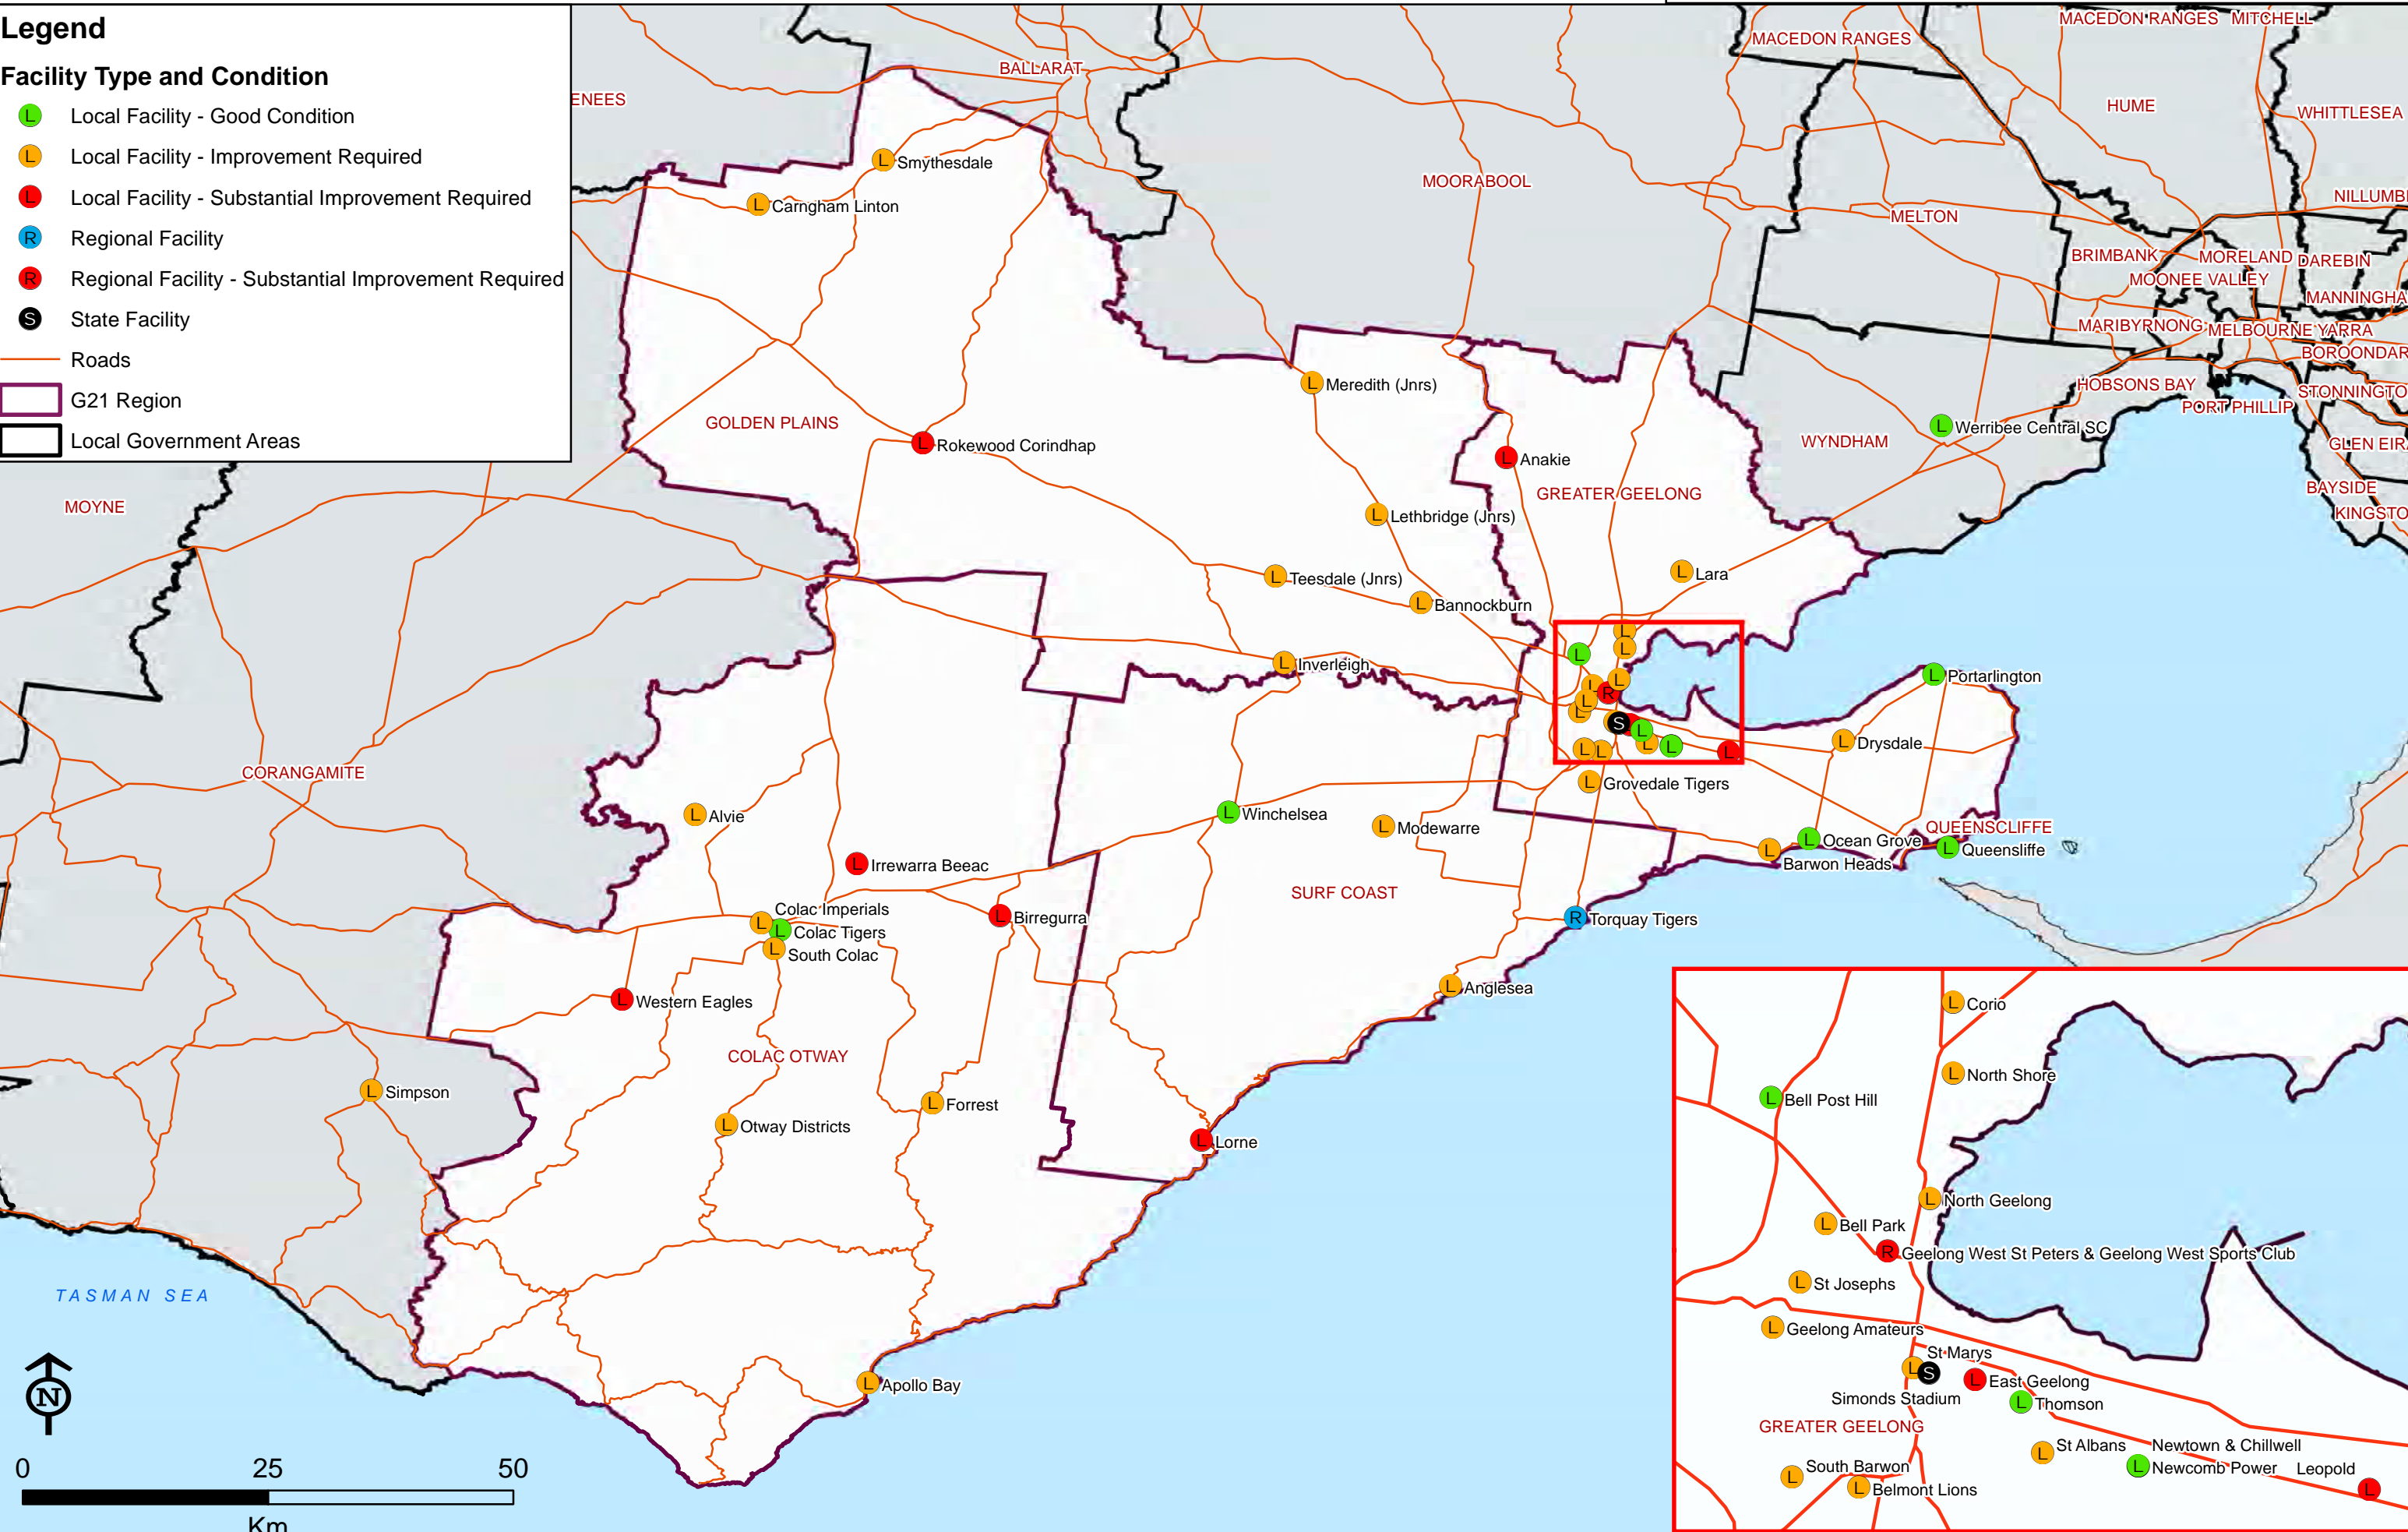 Legend
Facility Type and Condition
L Local Facility - Good Condition
L Local Facility - Improvement Required
L Local Facility - Substantial Improvement Required
R Regional Facility
R Regional Facility - Substantial Improvement Required
S State Facility
Roads
G21 Region
Local Government Areas
MACEDON RANGES
MITCHELL
MACEDON RANGES
BALLARAT
ENEES
HUME
WHITTLESEA
L Smythesdale
MOORABOOL
NILLUMB
L Carngham Linton
MELTON
BRIMBANK
MORELAND
DAREBIN
MOONEE VALLEY
MANNINGHA
MARIBYRNONG
MELBOURNE
YARRA
BOROONDAR
L Meredith (Jnrs)
HOBSONS BAY
STONNINGTO
PORT PHILLIP
GOLDEN PLAINS
L Werribee Central SC
WYNDHAM
GLEN EIR
L Rokewood Corindhap
L Anakie
BAYSIDE
GREATER GEELONG
MOYNE
KINGSTO
L Lethbridge (Jnrs)
L Lara
L Teesdale (Jnrs)
L Bannockburn
L
L
L
L Inverleigh
L Portarlington
L
L
R
L
L
S
L
L
L
L
L
L
L Drysdale
CORANGAMITE
L Grovedale Tigers
L Alvie
L Winchelsea
L Modewarre
QUEENSCLIFFE
L Ocean Grove
L Queensliffe
L Barwon Heads
L Irrewarra Beeac
SURF COAST
L Colac Imperials
L Birregurra
R Torquay Tigers
L Colac Tigers
L South Colac
L Anglesea
L Western Eagles
COLAC OTWAY
L Simpson
L Forrest
L Otway Districts
L Lorne
TASMAN SEA
L Apollo Bay
N
0 25 50
Km
L Corio
L North Shore
L Bell Post Hill
L North Geelong
L Bell Park
R Geelong West St Peters & Geelong West Sports Club
L St Josephs
L Geelong Amateurs
L St Marys
S
Simonds Stadium
L East Geelong
L Thomson
GREATER GEELONG
L St Albans
Newtown & Chillwell
L Newcomb Power
Leopold L
L South Barwon
L Belmont Lions